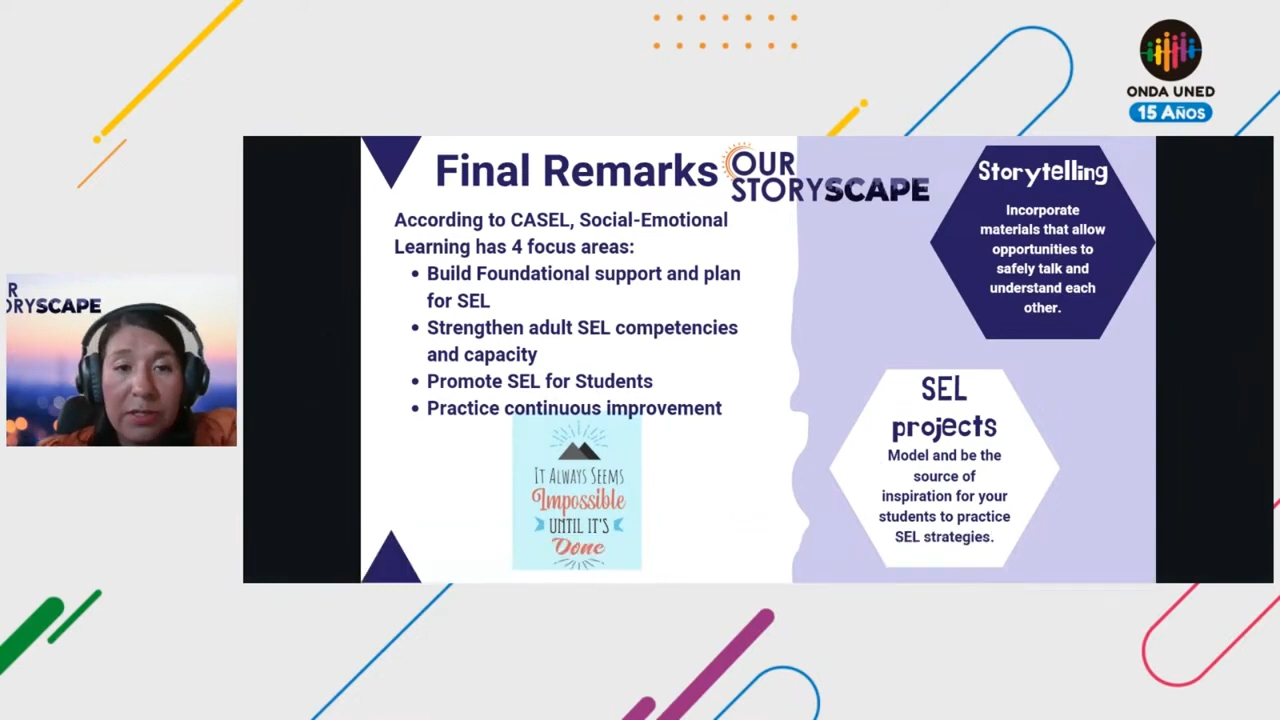 ONDA UNED
15 AÑOS
Final Remarks
OUR
STORYSCAPE
According to CASEL, Social-Emotional
Learning has 4 focus areas:
• Build Foundational support and plan
for SEL
• Strengthen adult SEL competencies
and capacity
• Promote SEL for Students
• Practice continuous improvement
IT ALWAYS SEEMS
Impossible
UNTIL IT'S
Done
Storytelling
Incorporate
materials that allow
opportunities to
safely talk and
understand each
other.
SEL
projects
Model and be the
source of
inspiration for your
students to practice
SEL strategies.
R
ORYSCAPE